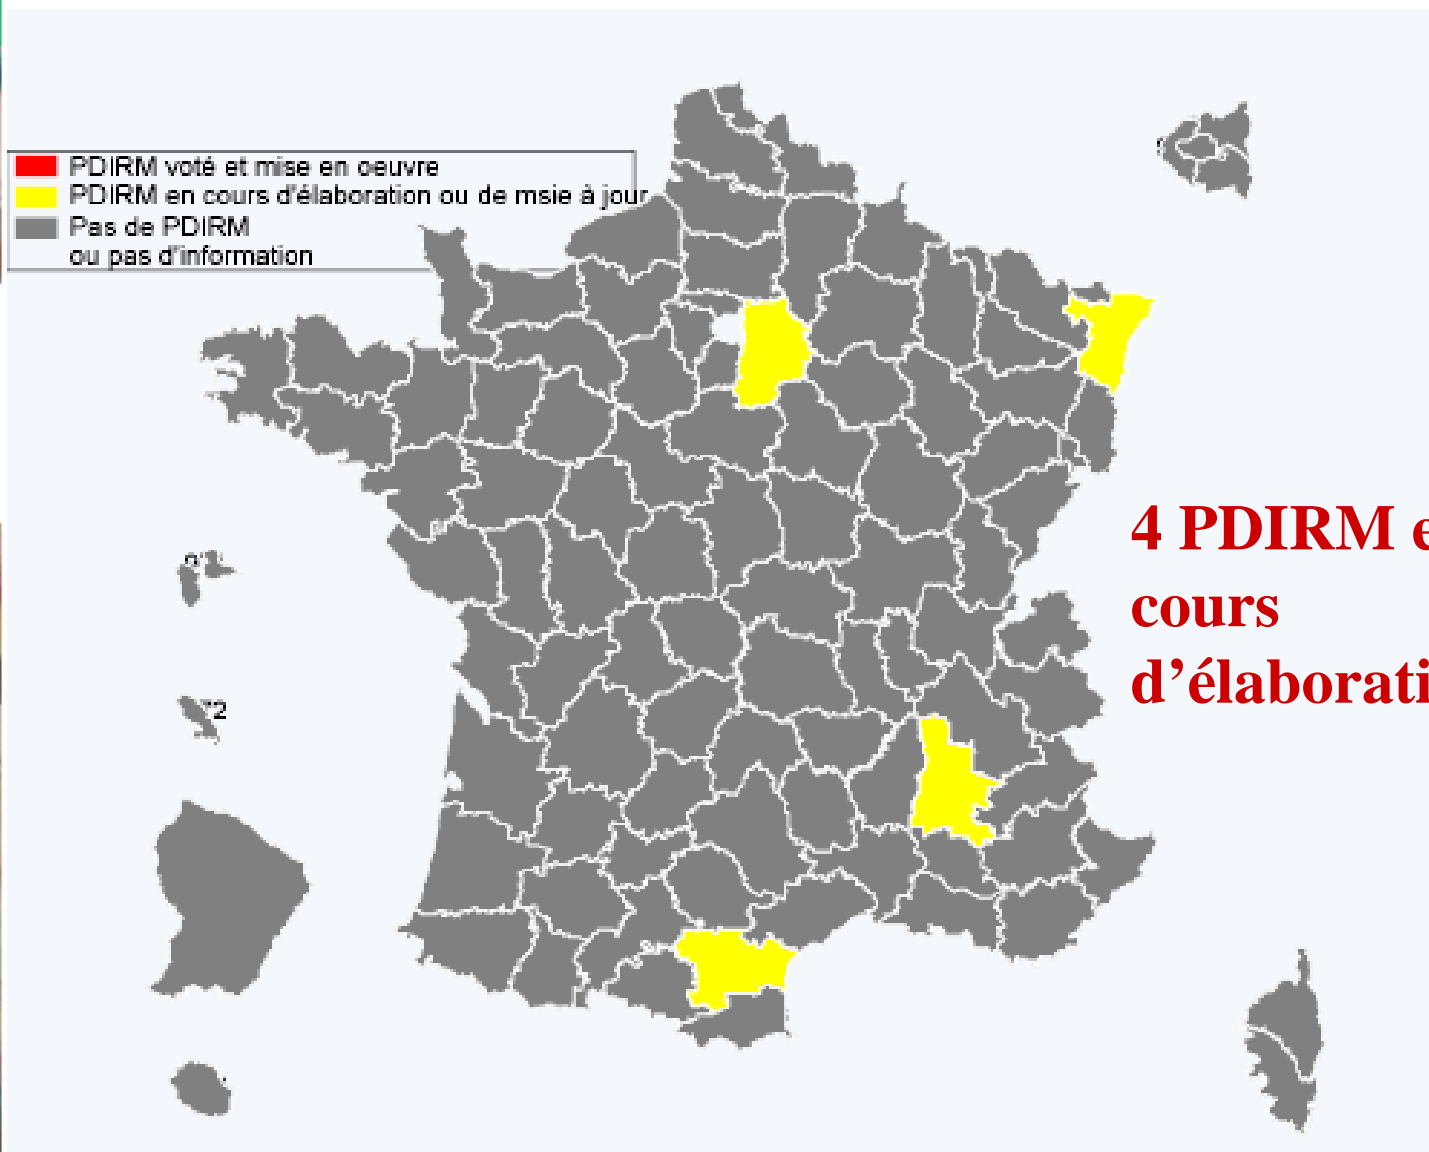 PDIRM voté et mise en oeuvre
PDIRM en cours d'élaboration ou de msie à jour
Pas de PDIRM
ou pas d'information
4 PDIRM e
cours
d’élaborati